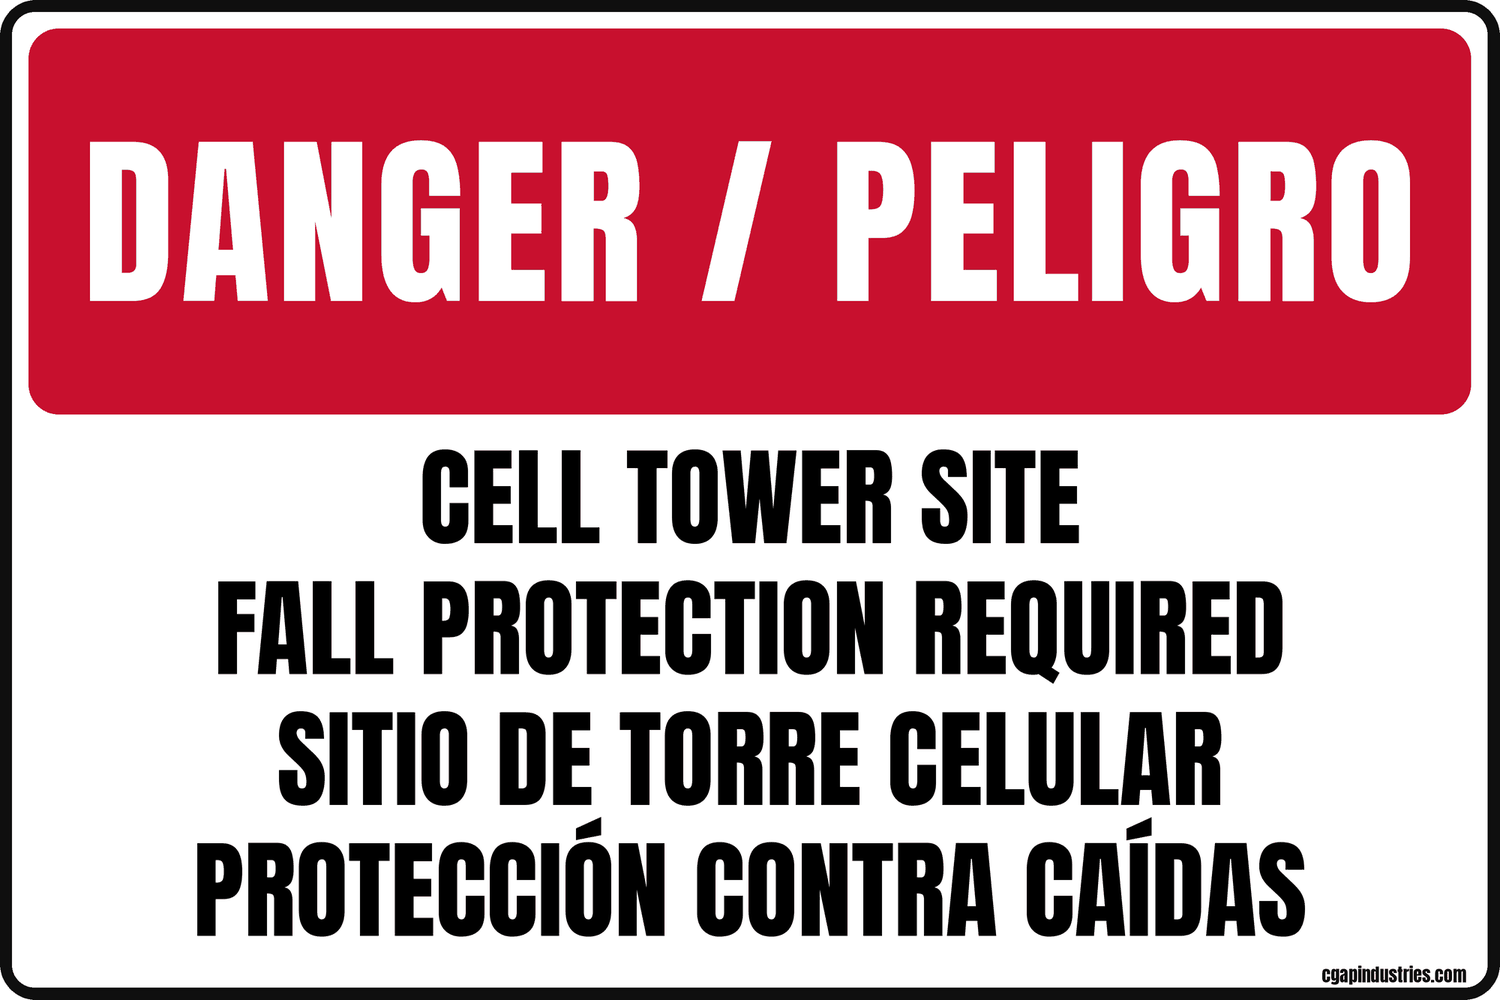 DANGER / PELIGRO
CELL TOWER SITE
FALL PROTECTION REQUIRED
SITIO DE TORRE CELULAR
PROTECCIÓN CONTRA CAÍDAS
cgapindustries.com